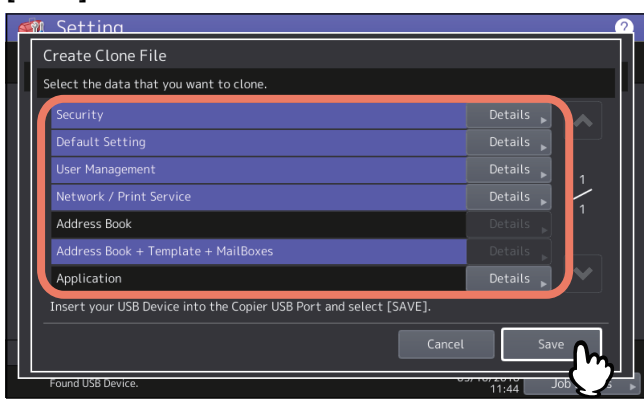 Setting
?
Create Clone File
Select the data that you want to clone.
Security Details
Default Setting Details
User Management Details
Network / Print Service Details
Address Book Details
Address Book + Template + MailBoxes Details
Application Details
1
1
Insert your USB Device into the Copier USB Port and select [SAVE].
Cancel Save
Found USB Device.
11:44
Job